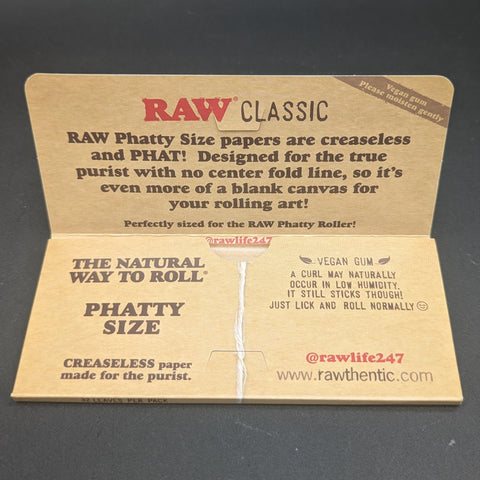 Vegan gum
Please moisten gently
RAW® CLASSIC
RAW Phatty Size papers are creaseless
and PHAT! Designed for the true
purist with no center fold line, so it's
even more of a blank canvas for
your rolling art!
Perfectly sized for the RAW Phatty Roller!
@rawlife247
THE NATURAL
WAY TO ROLL®
PHATTY
SIZE
CREASELESS paper
made for the purist.
VEGAN GUM
A CURL MAY NATURALLY
OCCUR IN LOW HUMIDITY.
IT STILL STICKS THOUGH!
JUST LICK AND ROLL NORMALLY
@rawlife247
www.rawthentic.com
32 LEAVES PER PACK